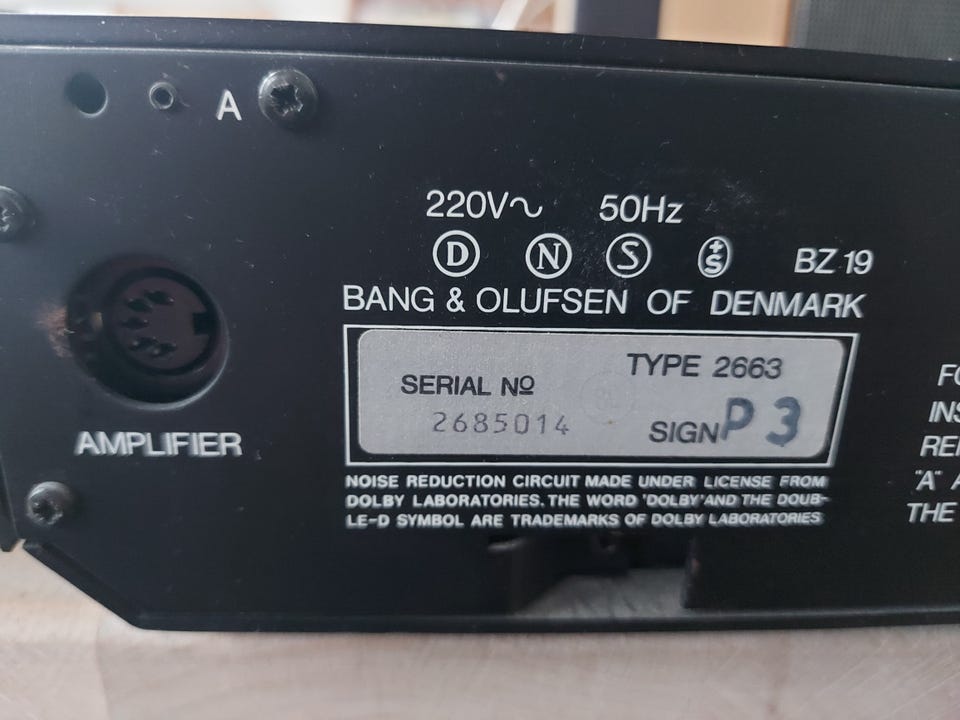 A
220V~ 50Hz
D N S +S BZ 19
BANG & OLUFSEN OF DENMARK
TYPE 2663
SERIAL Nº
2685014
SIGN P 3
AMPLIFIER
NOISE REDUCTION CIRCUIT MADE UNDER LICENSE FROM
DOLBY LABORATORIES. THE WORD 'DOLBY' AND THE DOUB-
LE-D SYMBOL ARE TRADEMARKS OF DOLBY LABORATORIES
"A"
THE